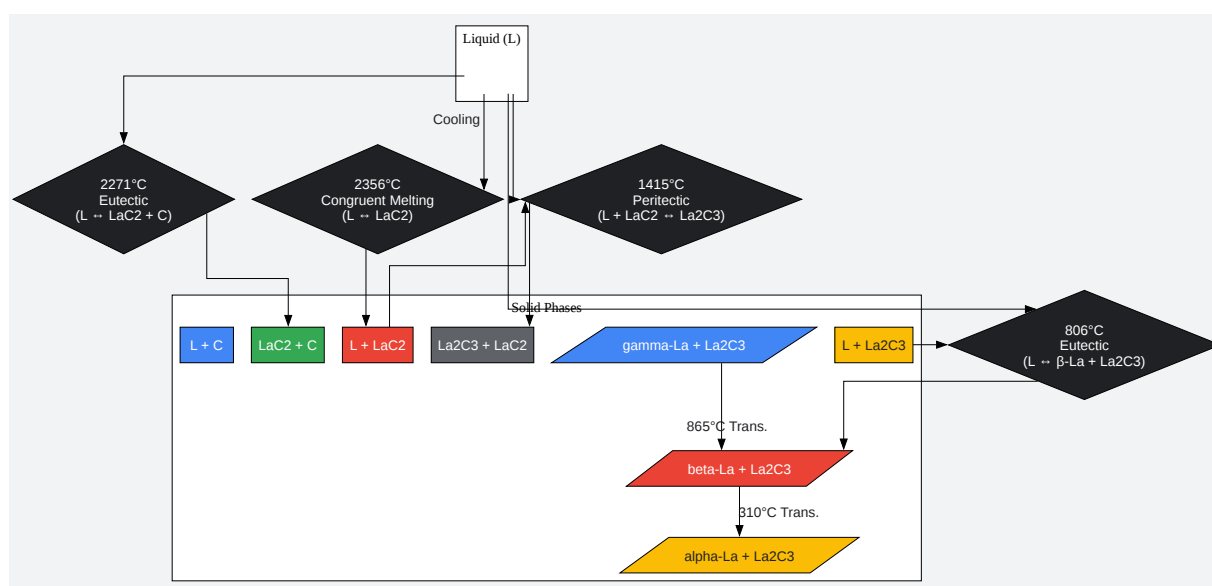 Liquid (L)
Cooling
2271°C
Eutectic
(L ↔ LaC2 + C)
2356°C
Congruent Melting
(L ↔ LaC2)
1415°C
Peritectic
(L + LaC2 ↔ La2C3)
Solid Phases
L + C
LaC2 + C
L + LaC2
La2C3 + LaC2
gamma-La + La2C3
L + La2C3
806°C
Eutectic
(L ↔ β-La + La2C3)
865°C Trans.
beta-La + La2C3
310°C Trans.
alpha-La + La2C3